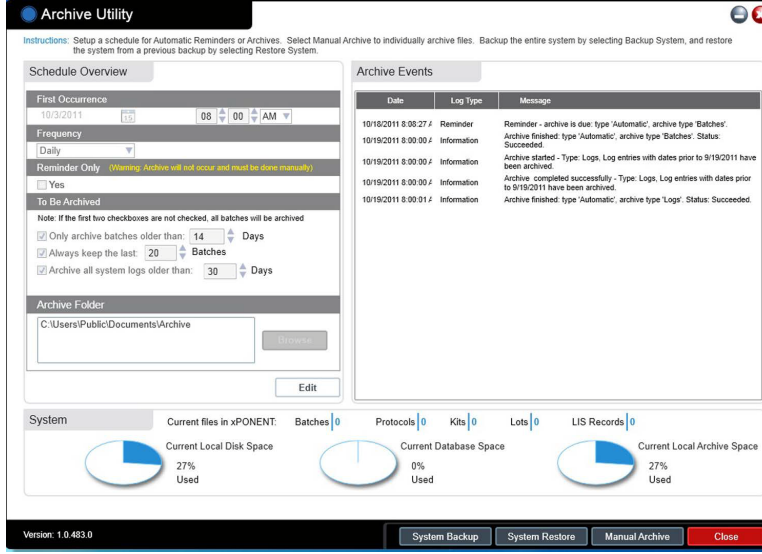 Archive Utility
Instructions: Setup a schedule for Automatic Reminders or Archives. Select Manual Archive to individually archive files. Backup the entire system by selecting Backup System, and restore
the system from a previous backup by selecting Restore System.
Schedule Overview
First Occurrence
10/3/2011 15 08 00 AM
Frequency
Daily
Reminder Only (Warning: Archive will not occur and must be done manually)
Yes
To Be Archived
Note: If the first two checkboxes are not checked, all batches will be archived
Only archive batches older than: 14 Days
Always keep the last: 20 Batches
Archive all system logs older than: 30 Days
Archive Folder
C:\Users\Public\Documents\Archive
Browse
Edit
Archive Events
Date Log Type Message
10/18/2011 8:08:27 A Reminder Reminder - archive is due: type 'Automatic', archive type 'Batches'.
10/19/2011 8:00:00 A Information Archive finished: type 'Automatic', archive type 'Batches'. Status:
Succeeded.
10/19/2011 8:00:00 A Information Archive started - Type: Logs, Log entries with dates prior to 9/19/2011 have
been archived.
10/19/2011 8:00:00 A Information Archive completed successfully - Type: Logs, Log entries with dates prior
to 9/19/2011 have been archived.
10/19/2011 8:00:01 A Information Archive finished: type 'Automatic', archive type 'Logs'. Status: Succeeded.
System
Current files in xPONENT: Batches 0 Protocols 0 Kits 0 Lots 0 LIS Records 0
Current Local Disk Space
27%
Used
Current Database Space
0%
Used
Current Local Archive Space
27%
Used
Version: 1.0.483.0
System Backup System Restore Manual Archive Close